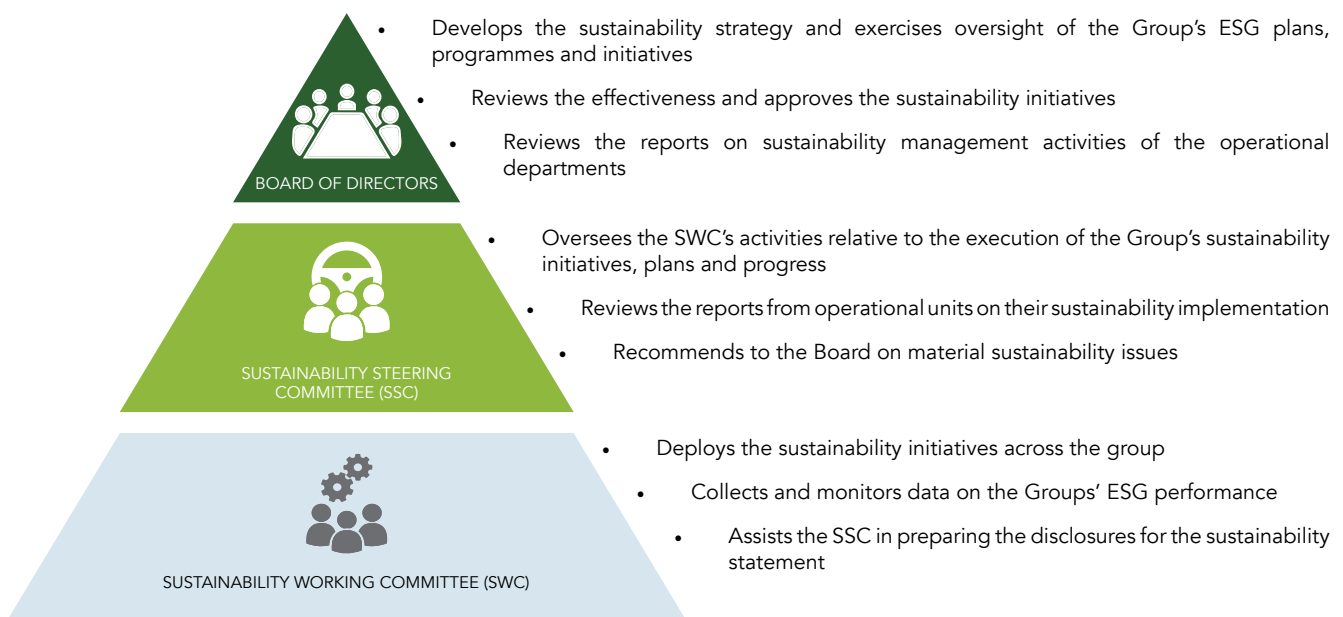 • Develops the sustainability strategy and exercises oversight of the Group’s ESG plans,
programmes and initiatives
• Reviews the effectiveness and approves the sustainability initiatives
• Reviews the reports on sustainability management activities of the operational
departments
BOARD OF DIRECTORS
• Oversees the SWC’s activities relative to the execution of the Group’s sustainability
initiatives, plans and progress
• Reviews the reports from operational units on their sustainability implementation
• Recommends to the Board on material sustainability issues
SUSTAINABILITY STEERING
COMMITTEE (SSC)
• Deploys the sustainability initiatives across the group
• Collects and monitors data on the Groups’ ESG performance
• Assists the SSC in preparing the disclosures for the sustainability
statement
SUSTAINABILITY WORKING COMMITTEE (SWC)